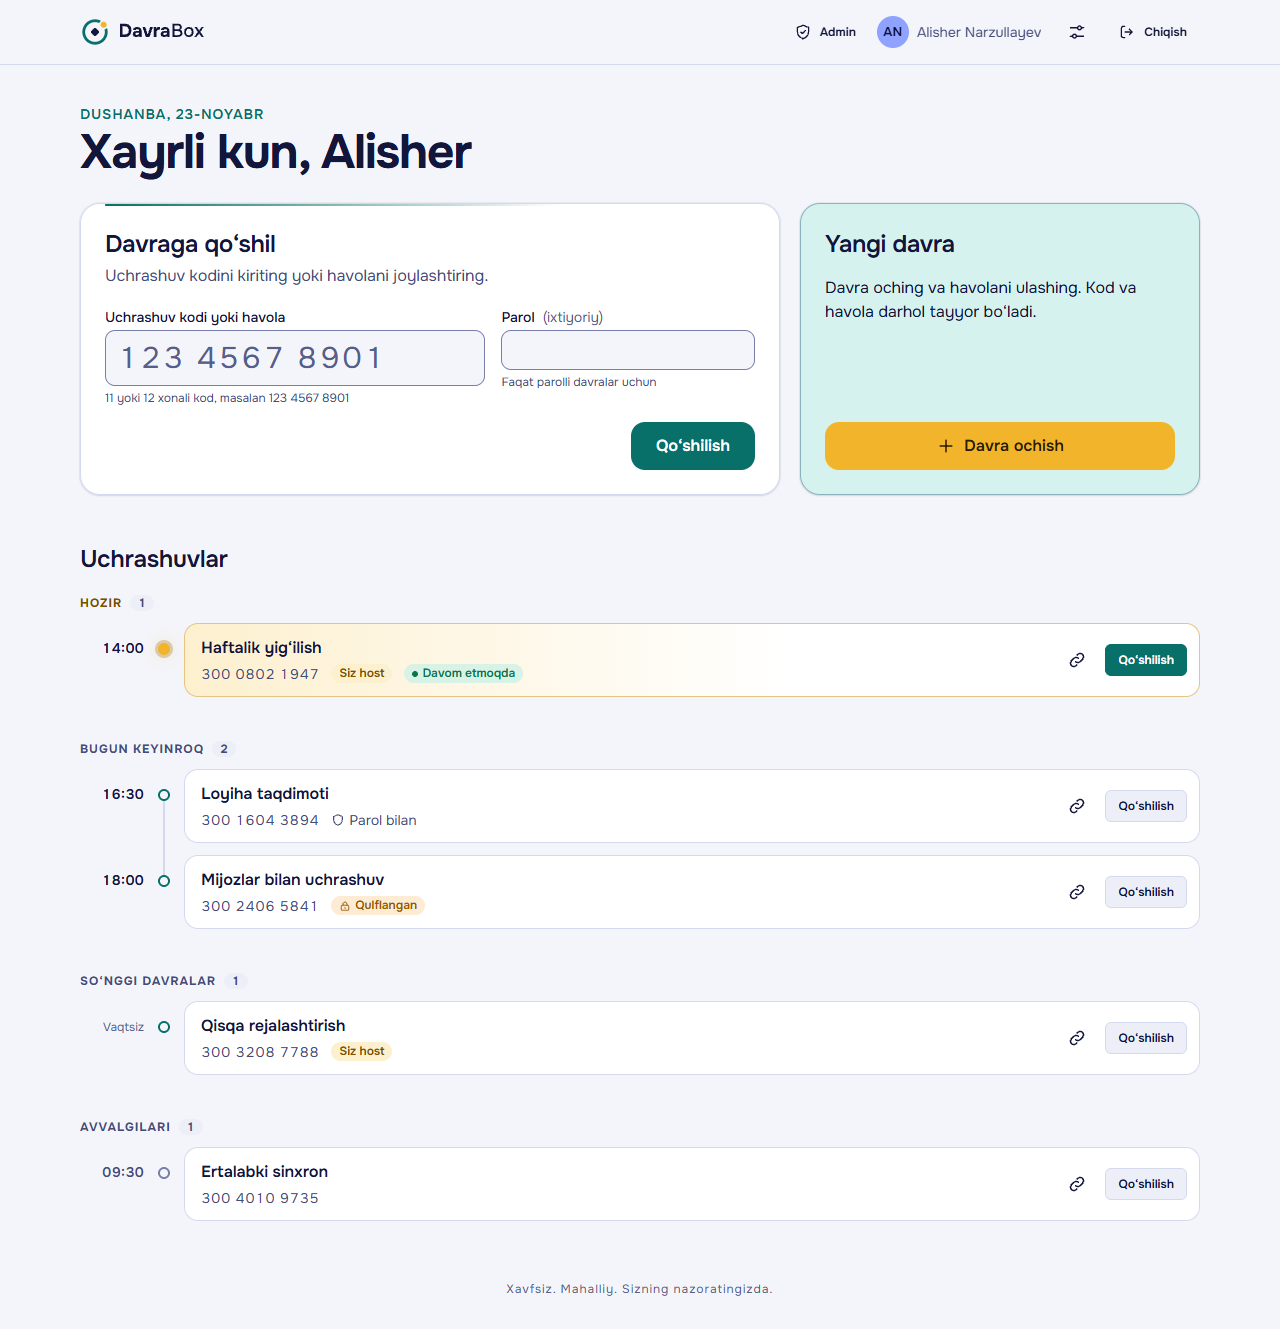 DavraBox
Admin
AN Alisher Narzullayev
Chiqish
DUSHANBA, 23-NOYABR
Xayrli kun, Alisher
Davraga qo‘shil
Uchrashuv kodini kiriting yoki havolani joylashtiring.
Uchrashuv kodi yoki havola
123 4567 8901
11 yoki 12 xonali kod, masalan 123 4567 8901
Parol (ixtiyoriy)
Faqat parolli davralar uchun
Qo‘shilish
Yangi davra
Davra oching va havolani ulashing. Kod va
havola darhol tayyor bo‘ladi.
+ Davra ochish
Uchrashuvlar
HOZIR 1
14:00
Haftalik yig‘ilish
300 0802 1947 Siz host Davom etmoqda
Qo‘shilish
BUGUN KEYINROQ 2
16:30
Loyiha taqdimoti
300 1604 3894 Parol bilan
Qo‘shilish
18:00
Mijozlar bilan uchrashuv
300 2406 5841 Qulflangan
Qo‘shilish
SO‘NGGI DAVRALAR 1
Vaqtsiz
Qisqa rejalashtirish
300 3208 7788 Siz host
Qo‘shilish
AVVALGILARI 1
09:30
Ertalabki sinxron
300 4010 9735
Qo‘shilish
Xavfsiz. Mahalliy. Sizning nazoratingizda.